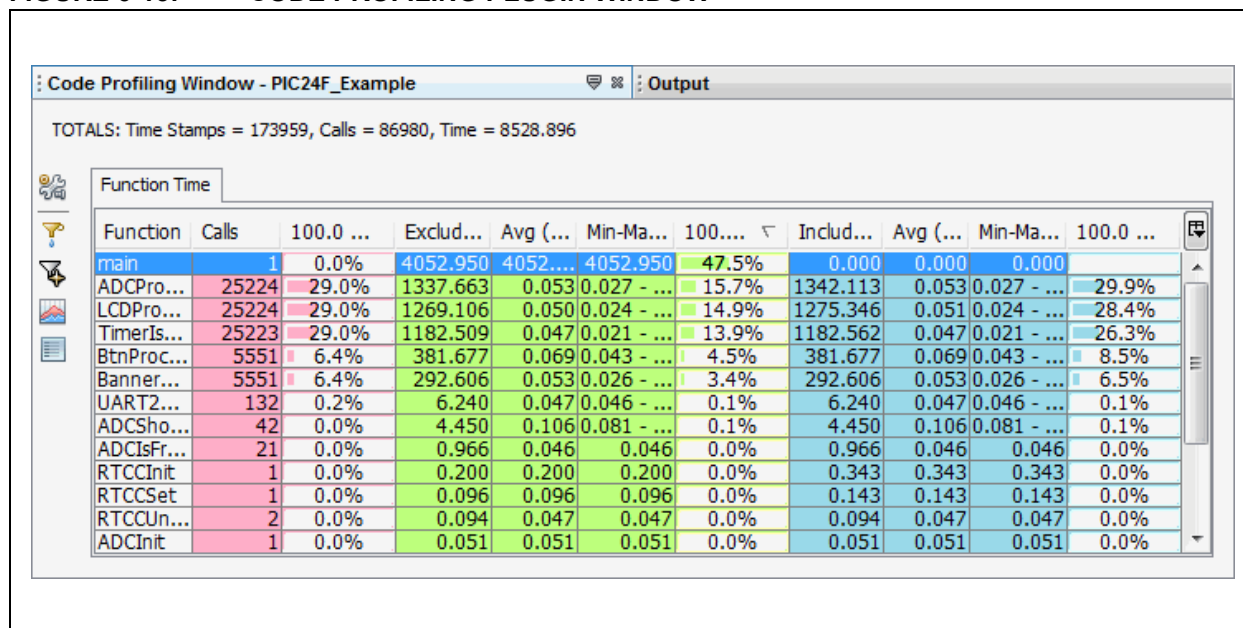 Code Profiling Window - PIC24F_Example Output
TOTALS: Time Stamps = 173959, Calls = 86980, Time = 8528.896
Function Time
Function Calls 100.0 ... Exclud... Avg (... Min-Ma... 100.... Includ... Avg (... Min-Ma... 100.0 ...
main 1 0.0% 4052.950 4052.... 4052.950 47.5% 0.000 0.000 0.000
ADCPro... 25224 29.0% 1337.663 0.053 0.027 - ... 15.7% 1342.113 0.053 0.027 - ... 29.9%
LCDPro... 25224 29.0% 1269.106 0.050 0.024 - ... 14.9% 1275.346 0.051 0.024 - ... 28.4%
TimerIs... 25223 29.0% 1182.509 0.047 0.021 - ... 13.9% 1182.562 0.047 0.021 - ... 26.3%
BtnProc... 5551 6.4% 381.677 0.069 0.043 - ... 4.5% 381.677 0.069 0.043 - ... 8.5%
Banner... 5551 6.4% 292.606 0.053 0.026 - ... 3.4% 292.606 0.053 0.026 - ... 6.5%
UART2... 132 0.2% 6.240 0.047 0.046 - ... 0.1% 6.240 0.047 0.046 - ... 0.1%
ADCSho... 42 0.0% 4.450 0.106 0.081 - ... 0.1% 4.450 0.106 0.081 - ... 0.1%
ADCIsFr... 21 0.0% 0.966 0.046 0.046 0.0% 0.966 0.046 0.046 0.0%
RTCCInit 1 0.0% 0.200 0.200 0.200 0.0% 0.343 0.343 0.343 0.0%
RTCCSet 1 0.0% 0.096 0.096 0.096 0.0% 0.143 0.143 0.143 0.0%
RTCCUn... 2 0.0% 0.094 0.047 0.047 0.0% 0.094 0.047 0.047 0.0%
ADCInit 1 0.0% 0.051 0.051 0.051 0.0% 0.051 0.051 0.051 0.0%